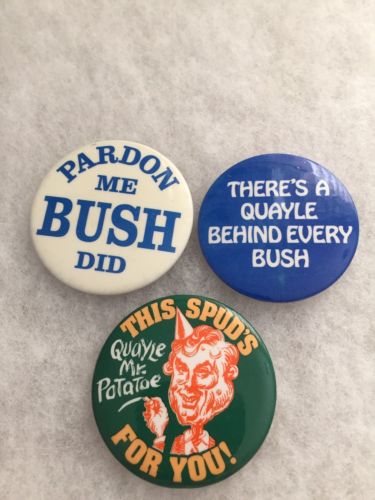 PARDON
ME
BUSH
DID
THERE'S A
QUAYLE
BEHIND EVERY
BUSH
THIS SPUD'S
Quayle
Mr.
Potatoe
FOR YOU!